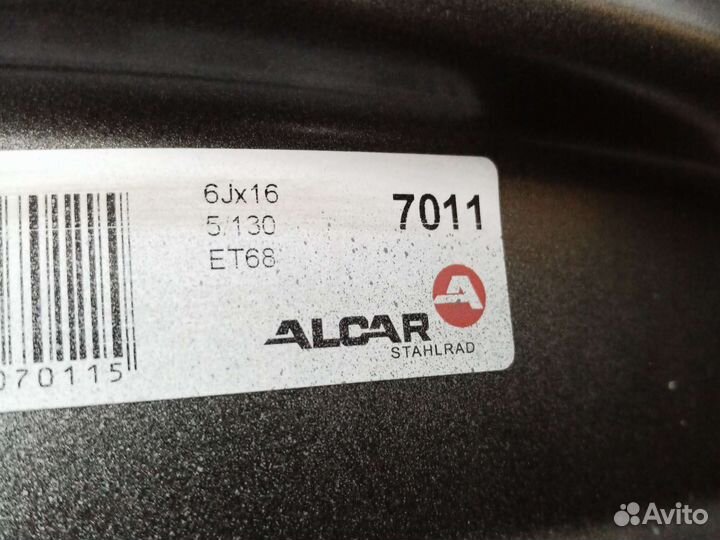 6Jx16
5/130
ET68
7011
ALCAR
STAHLRAD
070115
Avito